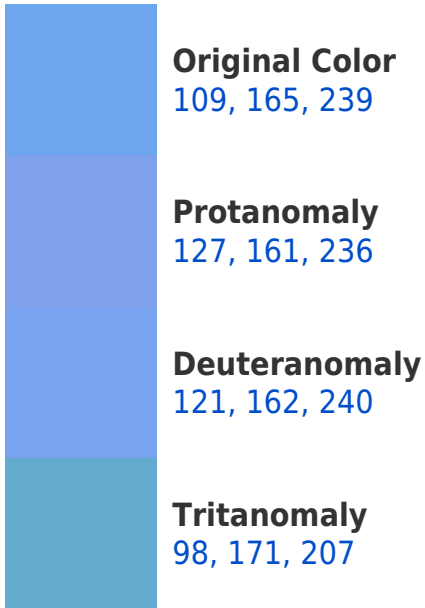 Original Color
109, 165, 239
Protanomaly
127, 161, 236
Deuteranomaly
121, 162, 240
Tritanomaly
98, 171, 207